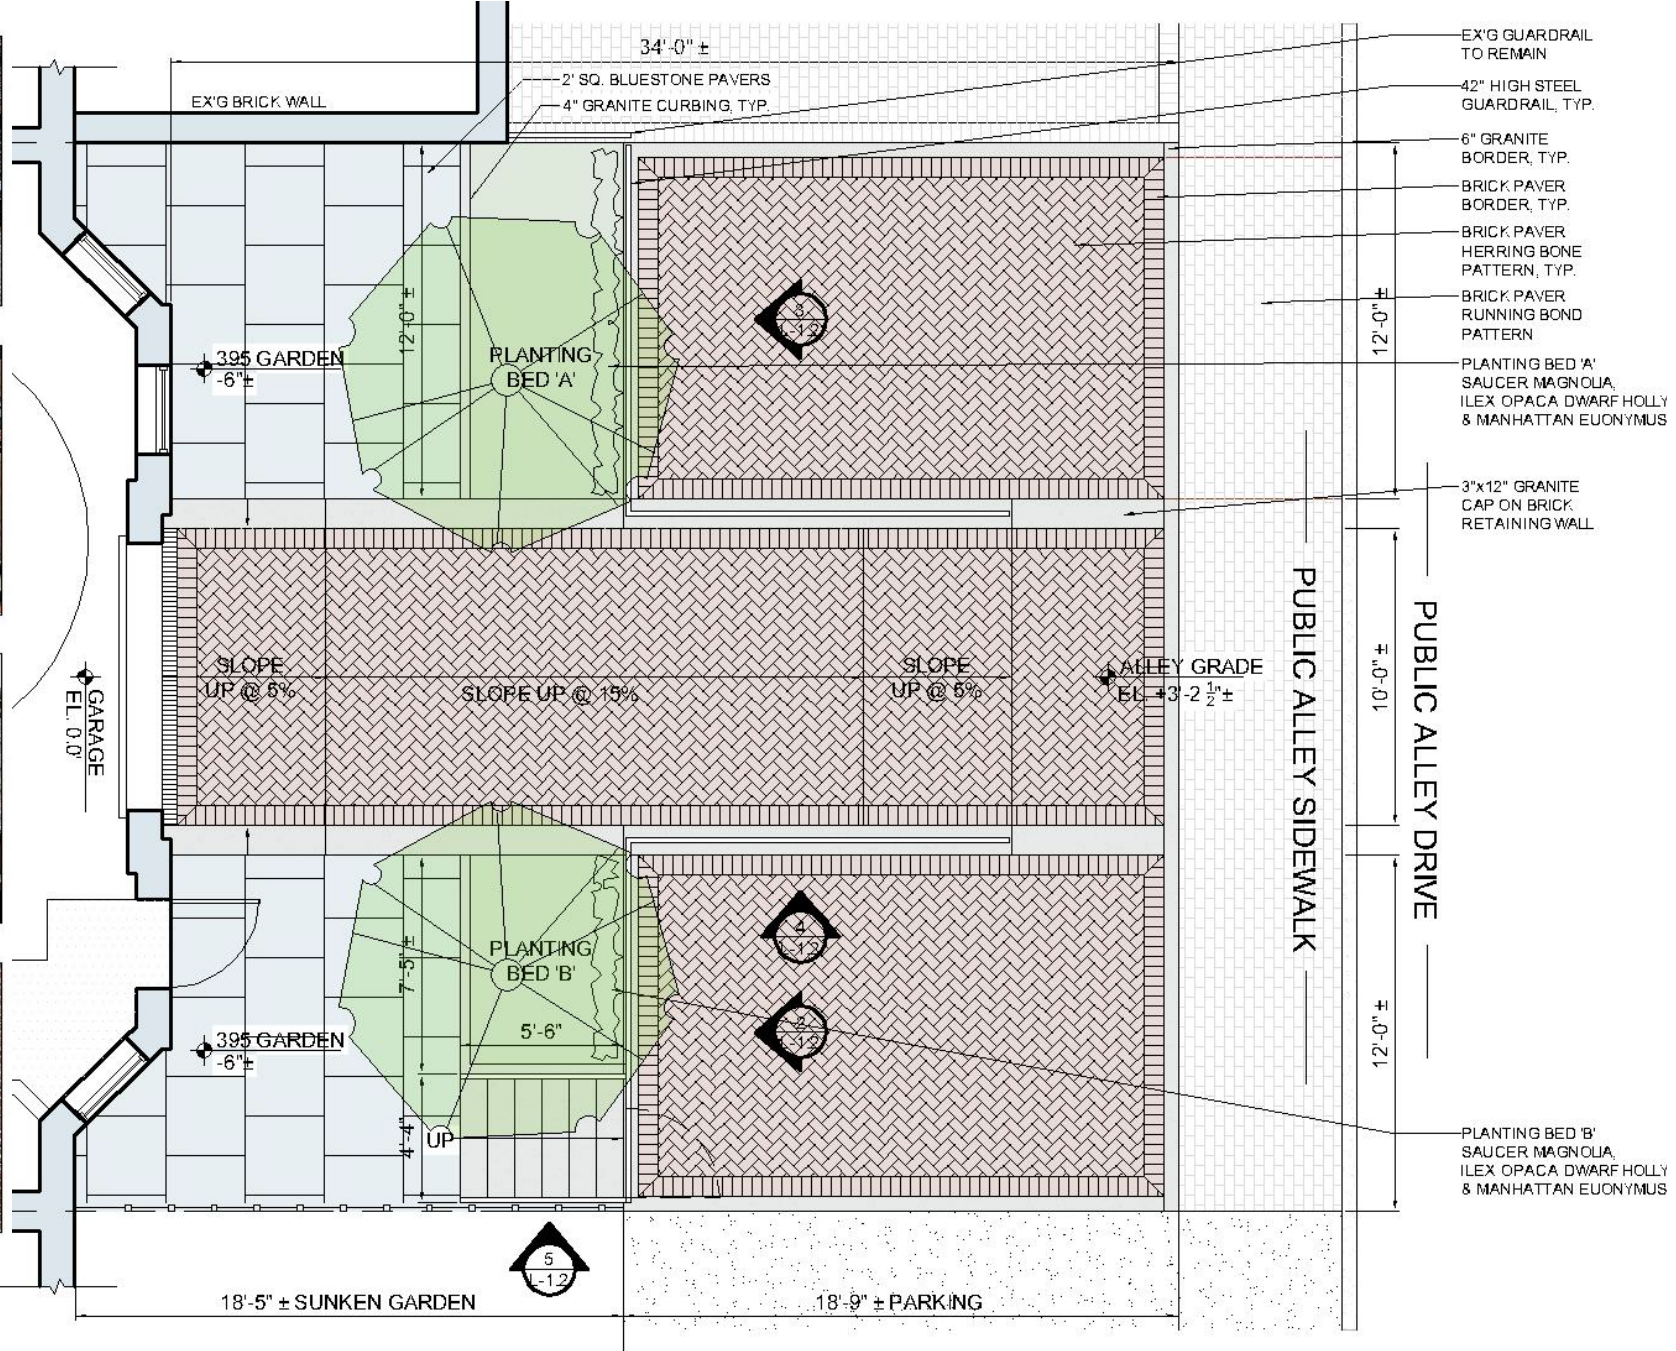 34'-0" ±
2' SQ. BLUESTONE PAVERS
EX'G BRICK WALL
4" GRANITE CURBING, TYP.
EX'G GUARDRAIL
TO REMAIN
42" HIGH STEEL
GUARDRAIL, TYP.
6" GRANITE
BORDER, TYP.
BRICK PAVER
BORDER, TYP.
BRICK PAVER
HERRING BONE
PATTERN, TYP.
BRICK PAVER
RUNNING BOND
PATTERN
PLANTING BED 'A'
SAUCER MAGNOLIA,
ILEX OPACA DWARF HOLLY
& MANHATTAN EUONYMUS
3"x12" GRANITE
CAP ON BRICK
RETAINING WALL
12'-0" ±
395 GARDEN
-6"±
PLANTING
BED 'A'
3
L-1.2
12'-0" ±
SLOPE
UP @ 5%
SLOPE UP @ 15%
SLOPE
UP @ 5%
ALLEY GRADE
EL. +3'-2 1/2"±
GARAGE
EL. 0.0'
10'-0" ±
PUBLIC ALLEY SIDEWALK
PUBLIC ALLEY DRIVE
PLANTING
BED 'B'
7'-5" ±
5'-6"
4
L-1.2
2
L-1.2
395 GARDEN
-6"±
12'-0" ±
4'-4"
UP
PLANTING BED 'B'
SAUCER MAGNOLIA,
ILEX OPACA DWARF HOLLY
& MANHATTAN EUONYMUS
5
L-1.2
18'-5" ± SUNKEN GARDEN
18'-9" ± PARKING